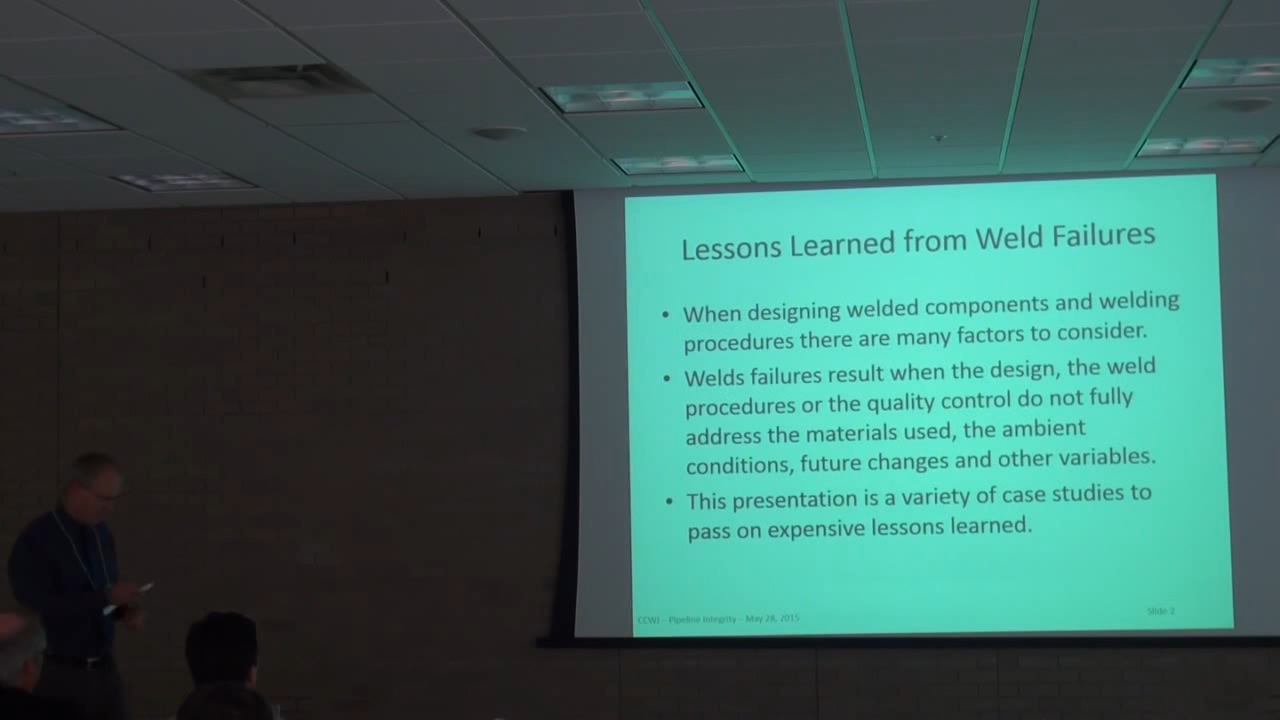 Lessons Learned from Weld Failures
• When designing welded components and welding
procedures there are many factors to consider.
• Welds failures result when the design, the weld
procedures or the quality control do not fully
address the materials used, the ambient
conditions, future changes and other variables.
• This presentation is a variety of case studies to
pass on expensive lessons learned.
CCWJ – Pipeline Integrity – May 28, 2015
Slide 2